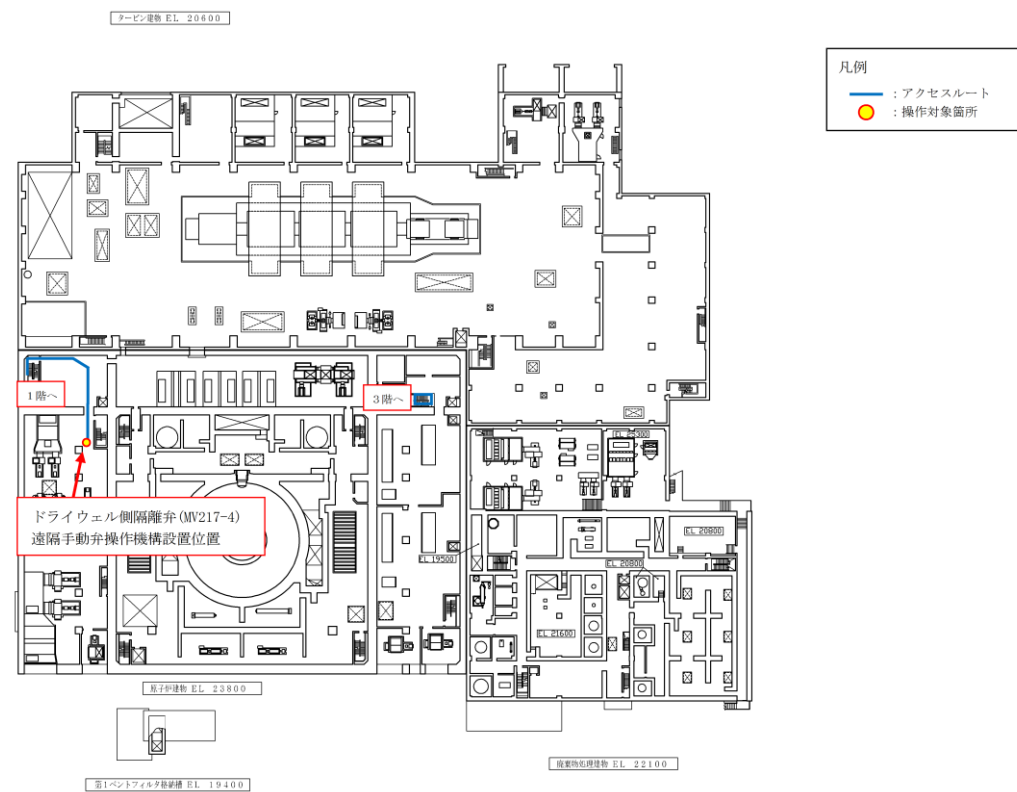 タービン建物 EL 20600
凡例
：アクセスルート
：操作対象箇所
1階へ
3階へ
EL 25300
ドライウェル側隔離弁(MV217-4)
遠隔手動弁操作機構設置位置
EL 20800
EL 19500
EL 20800
EL 21600
原子炉建物 EL 23800
廃棄物処理建物 EL 22100
第1ベントフィルタ格納槽 EL 19400